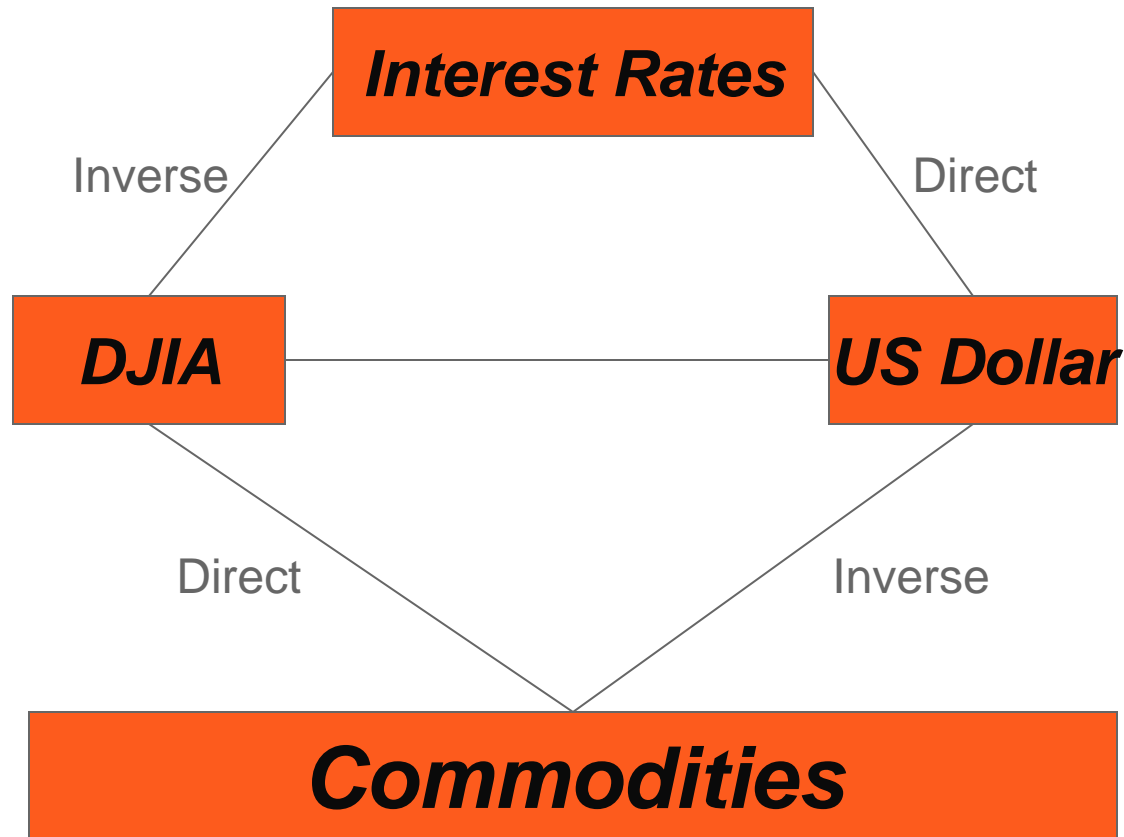 Interest Rates
Inverse
Direct
DJIA
US Dollar
Direct
Inverse
Commodities